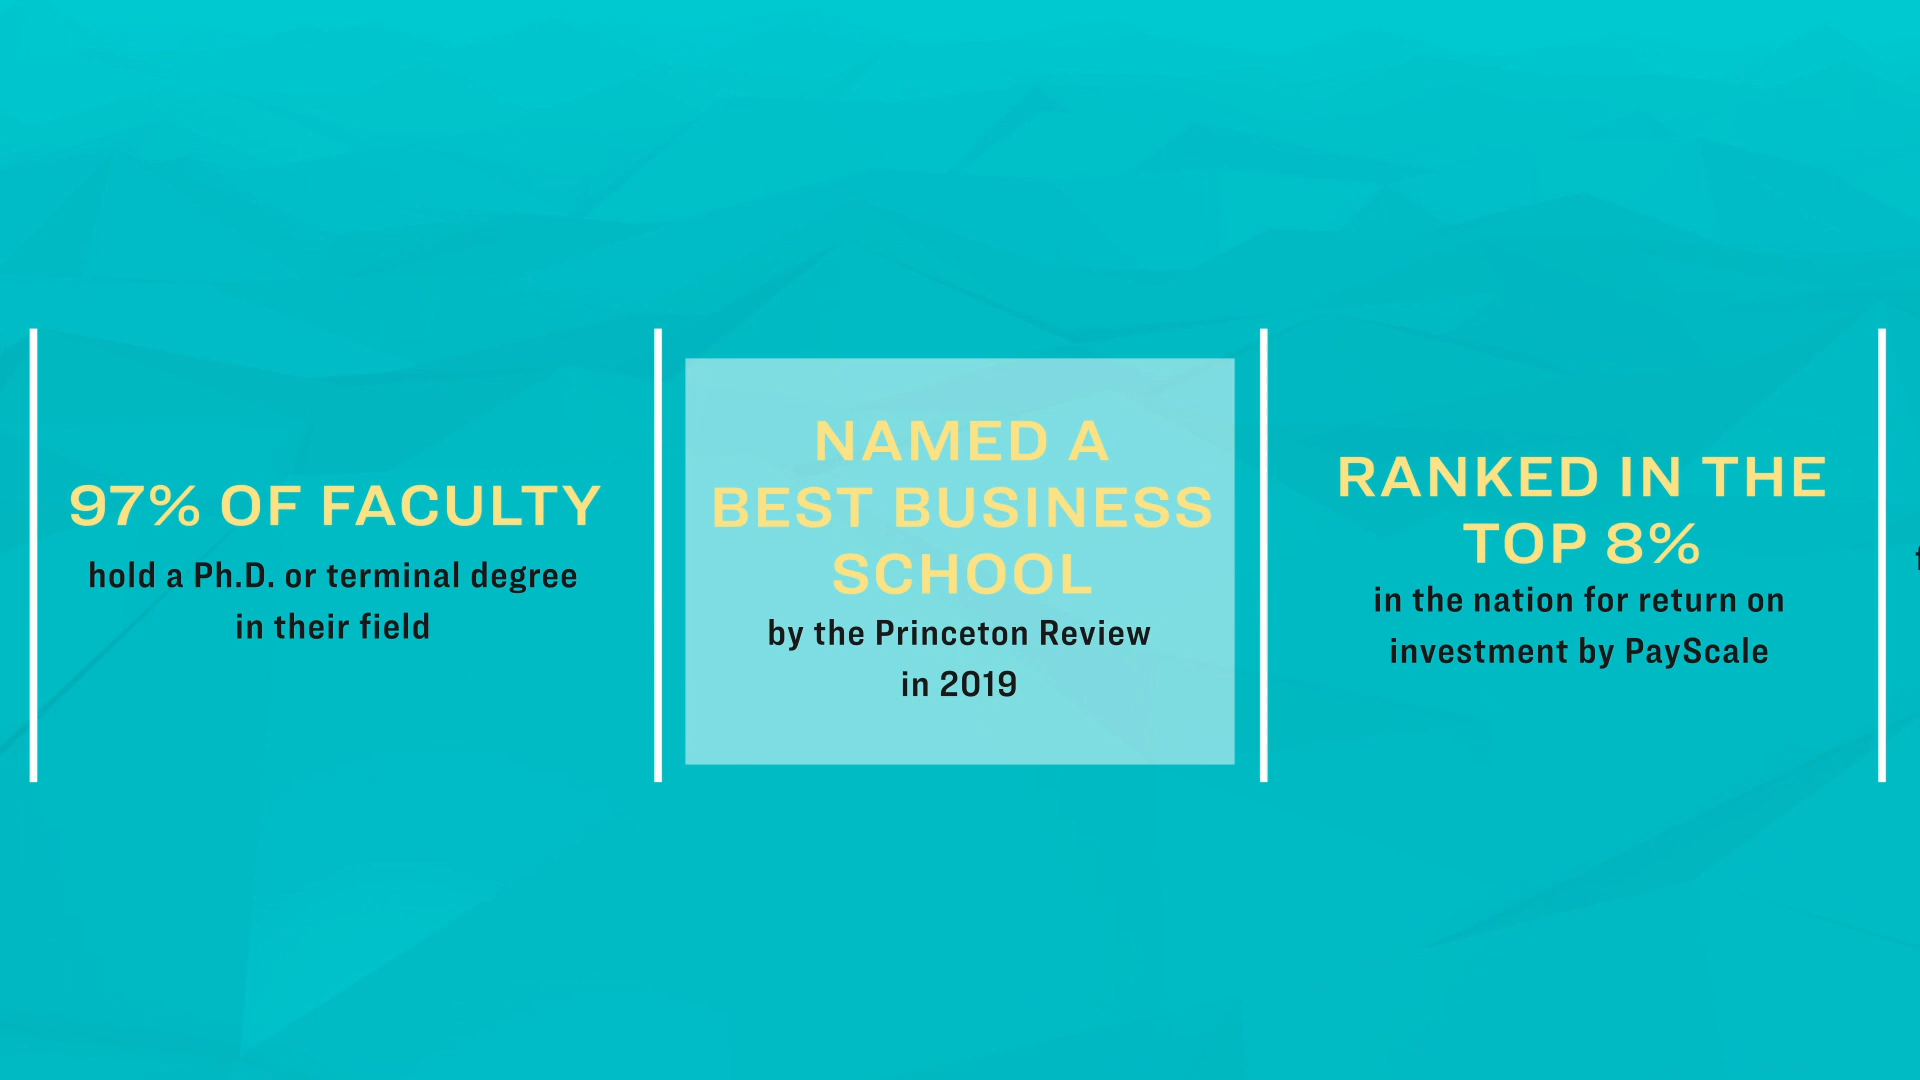 97% OF FACULTY
hold a Ph.D. or terminal degree
in their field
NAMED A
BEST BUSINESS
SCHOOL
by the Princeton Review
in 2019
RANKED IN THE
TOP 8%
in the nation for return on
investment by PayScale